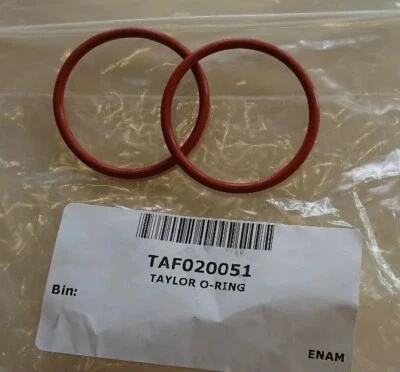 TAF020051
TAYLOR O-RING
Bin:
ENAM